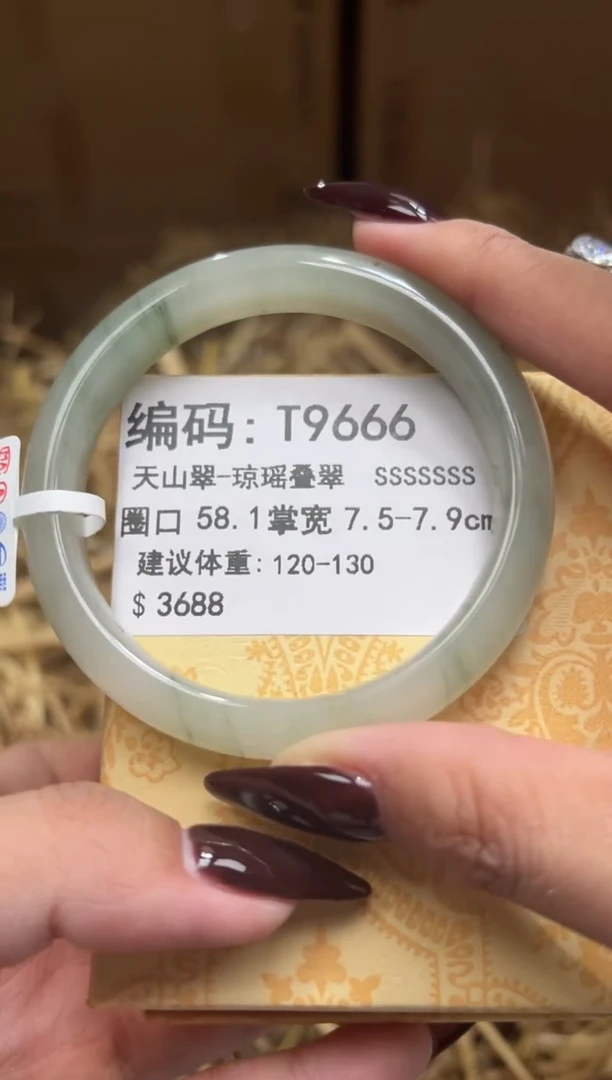 编码: T9666
天山翠-琼瑶叠翠 SSSSSSS
圈口 58.1掌宽 7.5-7.9cm
建议体重: 120-130
$ 3688